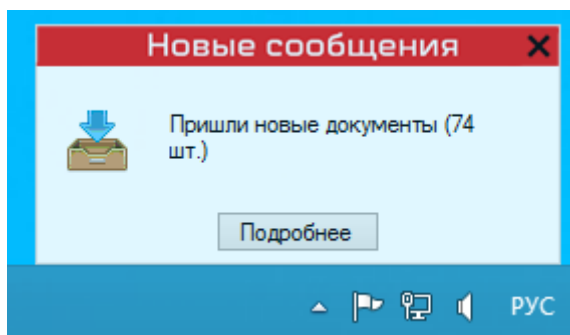 Новые сообщения
Пришли новые документы (74
шт.)
Подробнее
РУС